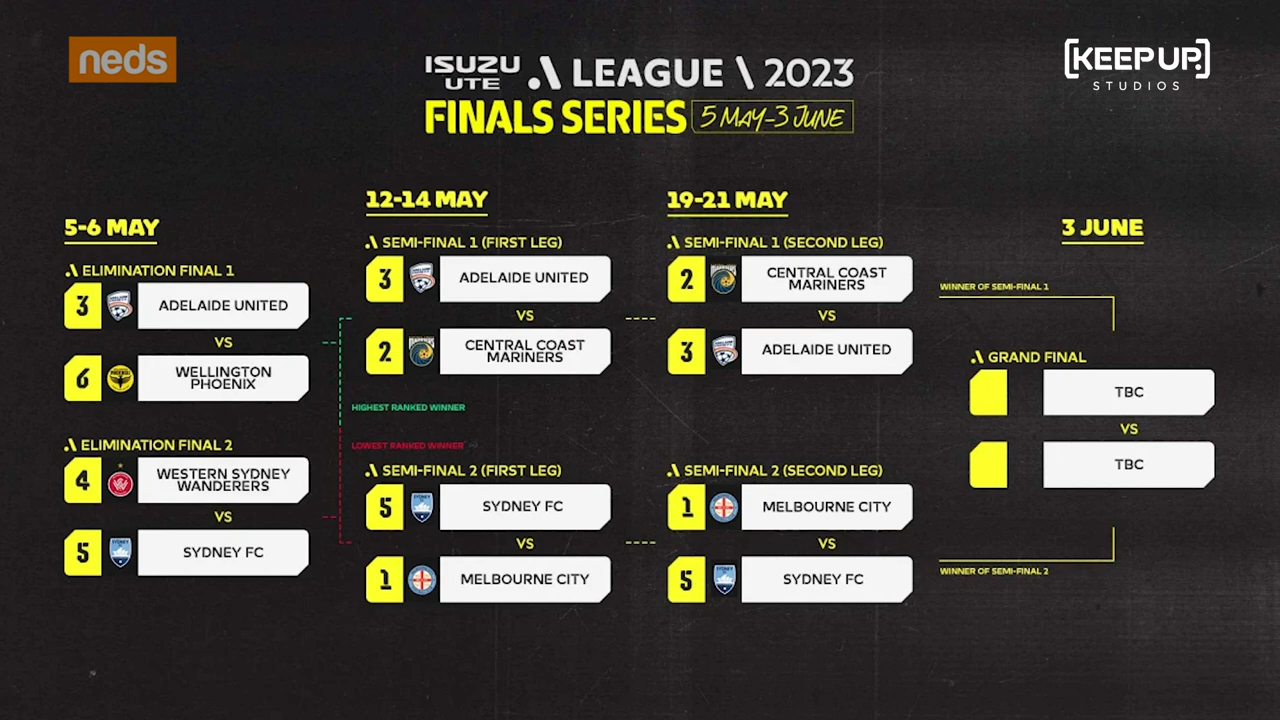 neds
ISUZU UTE A LEAGUE \ 2023
FINALS SERIES 5 MAY-3 JUNE
[KEEPUP.]
STUDIOS
5-6 MAY
ELIMINATION FINAL 1
3 ADELAIDE UNITED
VS
6 WELLINGTON
PHOENIX
ELIMINATION FINAL 2
4 WESTERN SYDNEY
WANDERERS
VS
5 SYDNEY FC
12-14 MAY
SEMI-FINAL 1 (FIRST LEG)
3 ADELAIDE UNITED
VS
2 CENTRAL COAST
MARINERS
HIGHEST RANKED WINNER
LOWEST RANKED WINNER
SEMI-FINAL 2 (FIRST LEG)
5 SYDNEY FC
VS
1 MELBOURNE CITY
19-21 MAY
SEMI-FINAL 1 (SECOND LEG)
2 CENTRAL COAST
MARINERS
VS
3 ADELAIDE UNITED
SEMI-FINAL 2 (SECOND LEG)
1 MELBOURNE CITY
VS
5 SYDNEY FC
3 JUNE
WINNER OF SEMI-FINAL 1
GRAND FINAL
TBC
VS
TBC
WINNER OF SEMI-FINAL 2